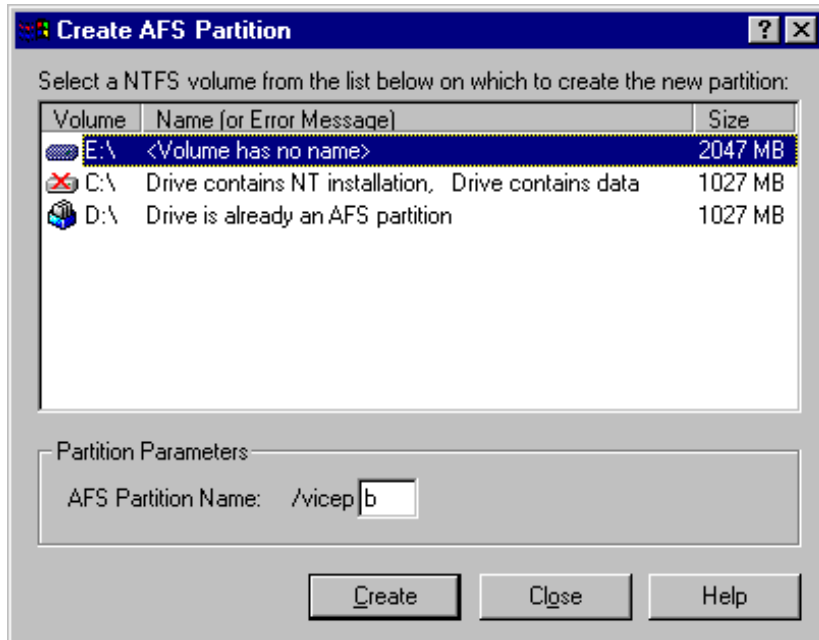 Create AFS Partition
Select a NTFS volume from the list below on which to create the new partition:
Volume Name (or Error Message) Size
E:\ <Volume has no name> 2047 MB
C:\ Drive contains NT installation, Drive contains data 1027 MB
D:\ Drive is already an AFS partition 1027 MB
Partition Parameters
AFS Partition Name: /vicep b
Create Close Help